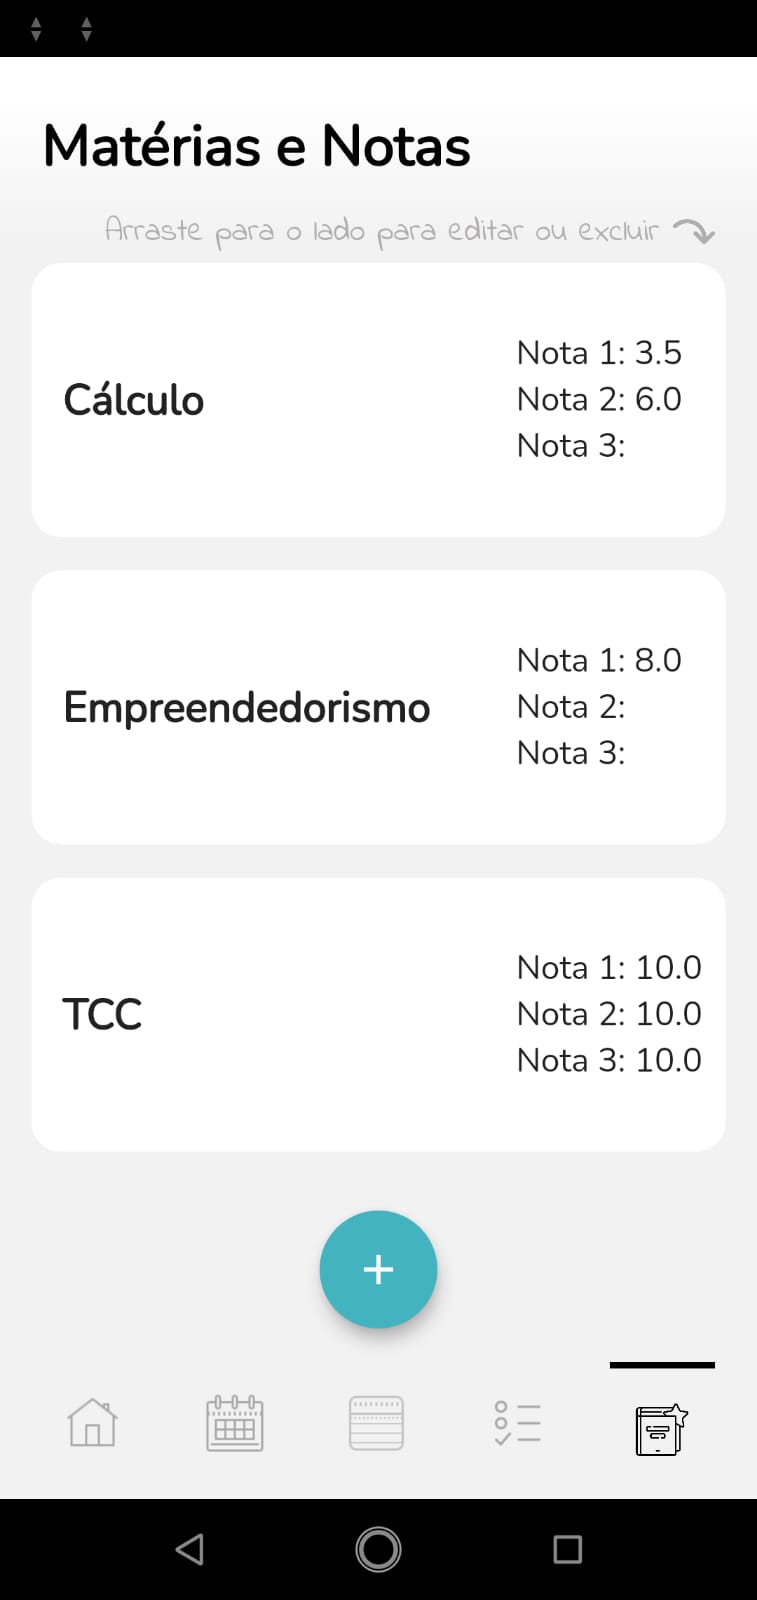 Matérias e Notas
Arraste para o lado para editar ou excluir
Cálculo
Nota 1: 3.5
Nota 2: 6.0
Nota 3:
Empreendedorismo
Nota 1: 8.0
Nota 2:
Nota 3:
TCC
Nota 1: 10.0
Nota 2: 10.0
Nota 3: 10.0
+